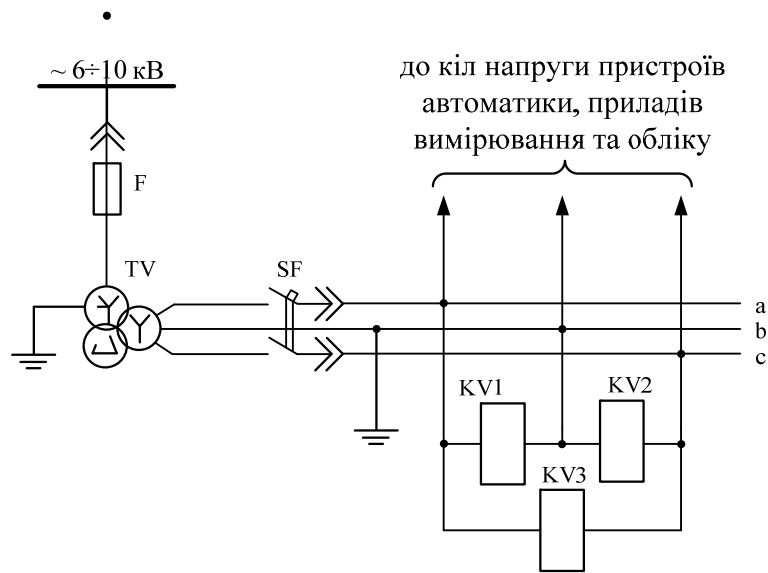 ~ 6÷10 кВ
до кіл напруги пристроїв
автоматики, приладів
вимірювання та обліку
F
TV
SF
a
b
c
KV1
KV2
KV3